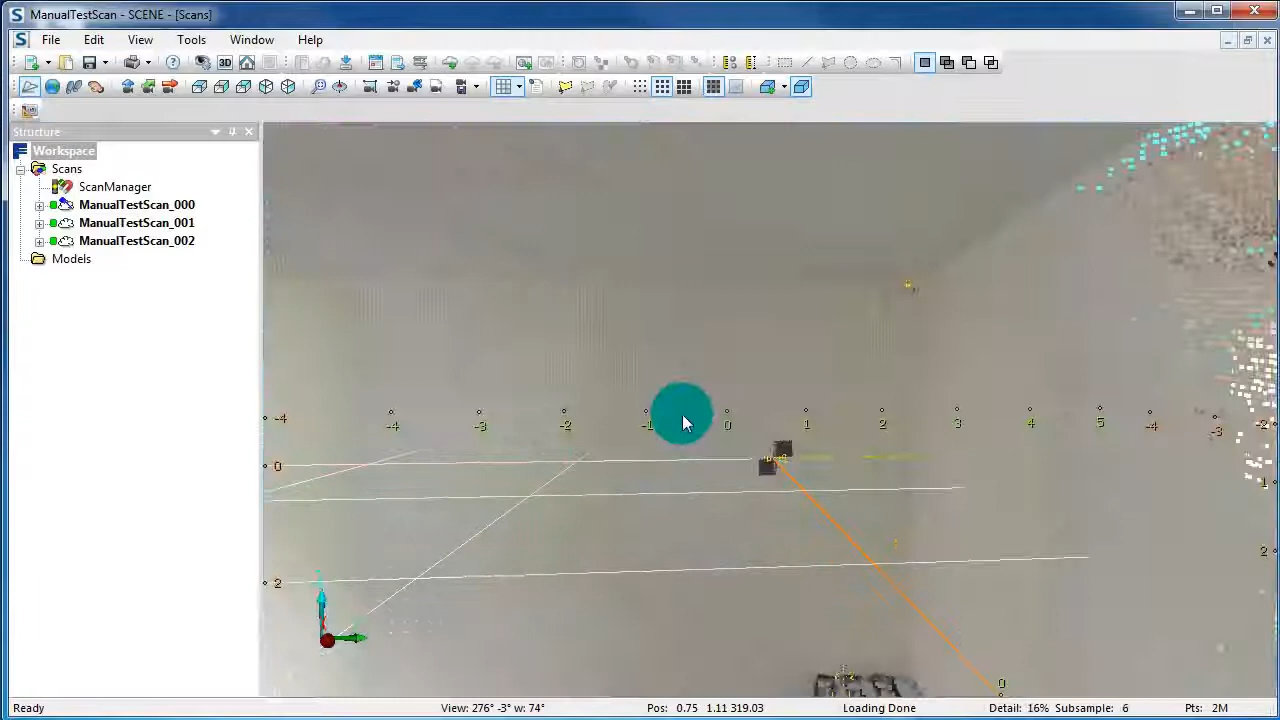 ManualTestScan - SCENE - [Scans]
File Edit View Tools Window Help
3D
Structure
Workspace
Scans
ScanManager
ManualTestScan_000
ManualTestScan_001
ManualTestScan_002
Models
-4 -4 -3 -2 -1 0 1 2 3 4 5 -4 -3 -2
0 1
2 2
0
Ready View: 276° -3° w: 74° Pos: 0.75 1.11 319.03 Loading Done Detail: 16% Subsample: 6 Pts: 2M